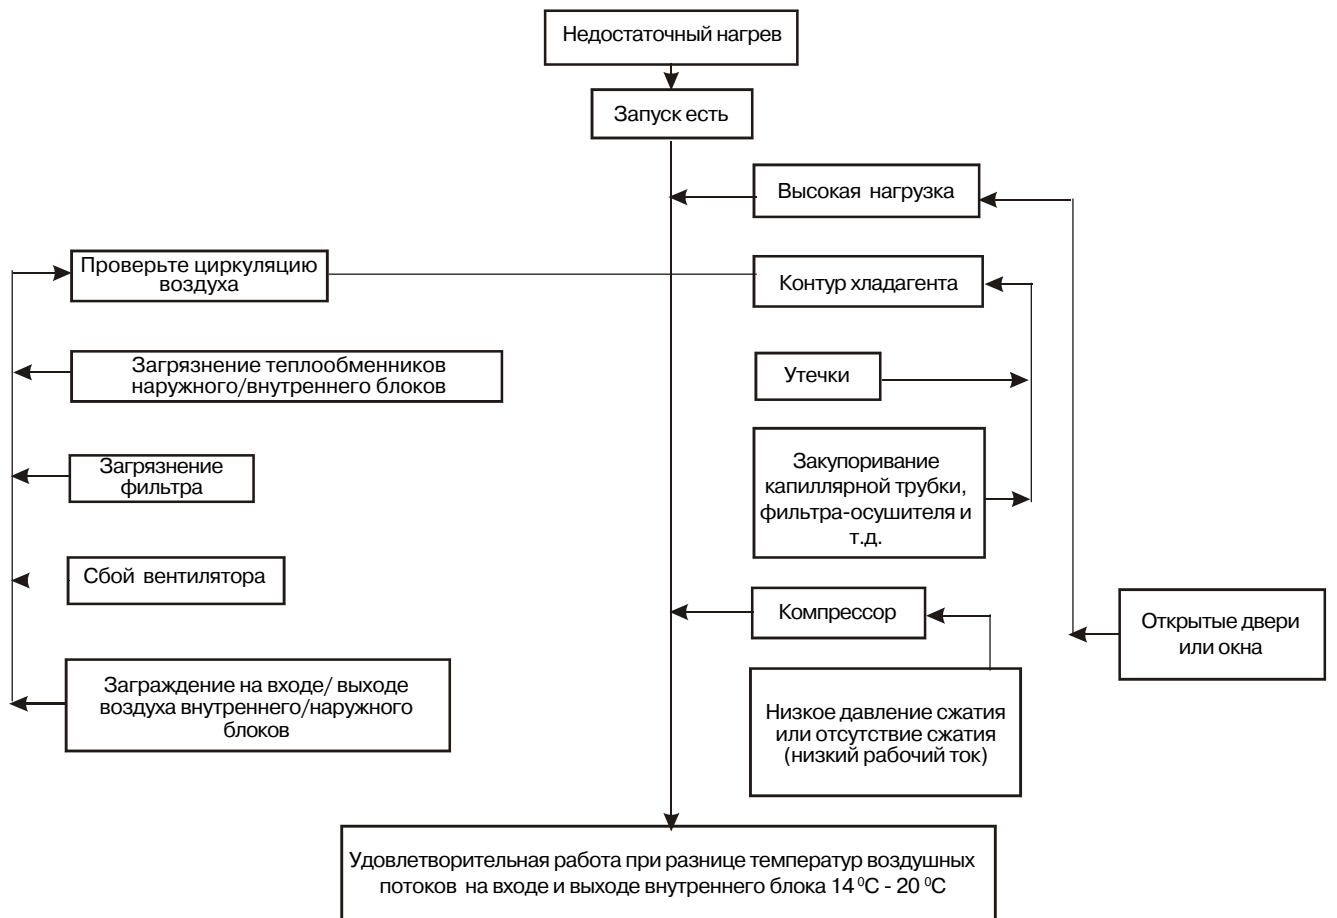 Недостаточный нагрев
Запуск есть
Высокая нагрузка
Проверьте циркуляцию
воздуха
Контур хладагента
Загрязнение теплообменников
наружного/внутреннего блоков
Утечки
Загрязнение
фильтра
Закупоривание
капиллярной трубки,
фильтра-осушителя и
т.д.
Сбой вентилятора
Компрессор
Открытые двери
или окна
Заграждение на входе/ выходе
воздуха внутреннего/наружного
блоков
Низкое давление сжатия
или отсутствие сжатия
(низкий рабочий ток)
Удовлетворительная работа при разнице температур воздушных
потоков на входе и выходе внутреннего блока 14 ⁰С - 20 ⁰С